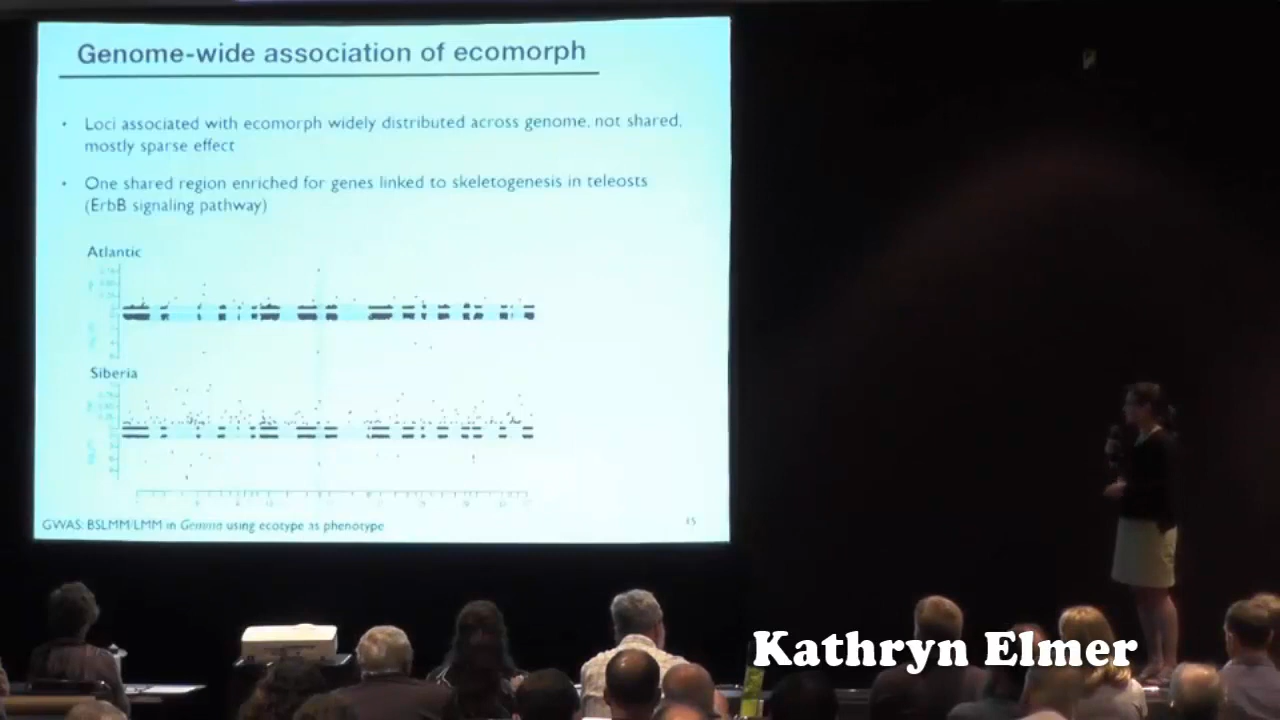 Genome-wide association of ecomorph
• Loci associated with ecomorph widely distributed across genome, not shared,
mostly sparse effect
• One shared region enriched for genes linked to skeletogenesis in teleosts
(ErbB signaling pathway)
Atlantic
Siberia
GWAS: BSLMM/LMM in Gemma using ecotype as phenotype
15
Kathryn Elmer